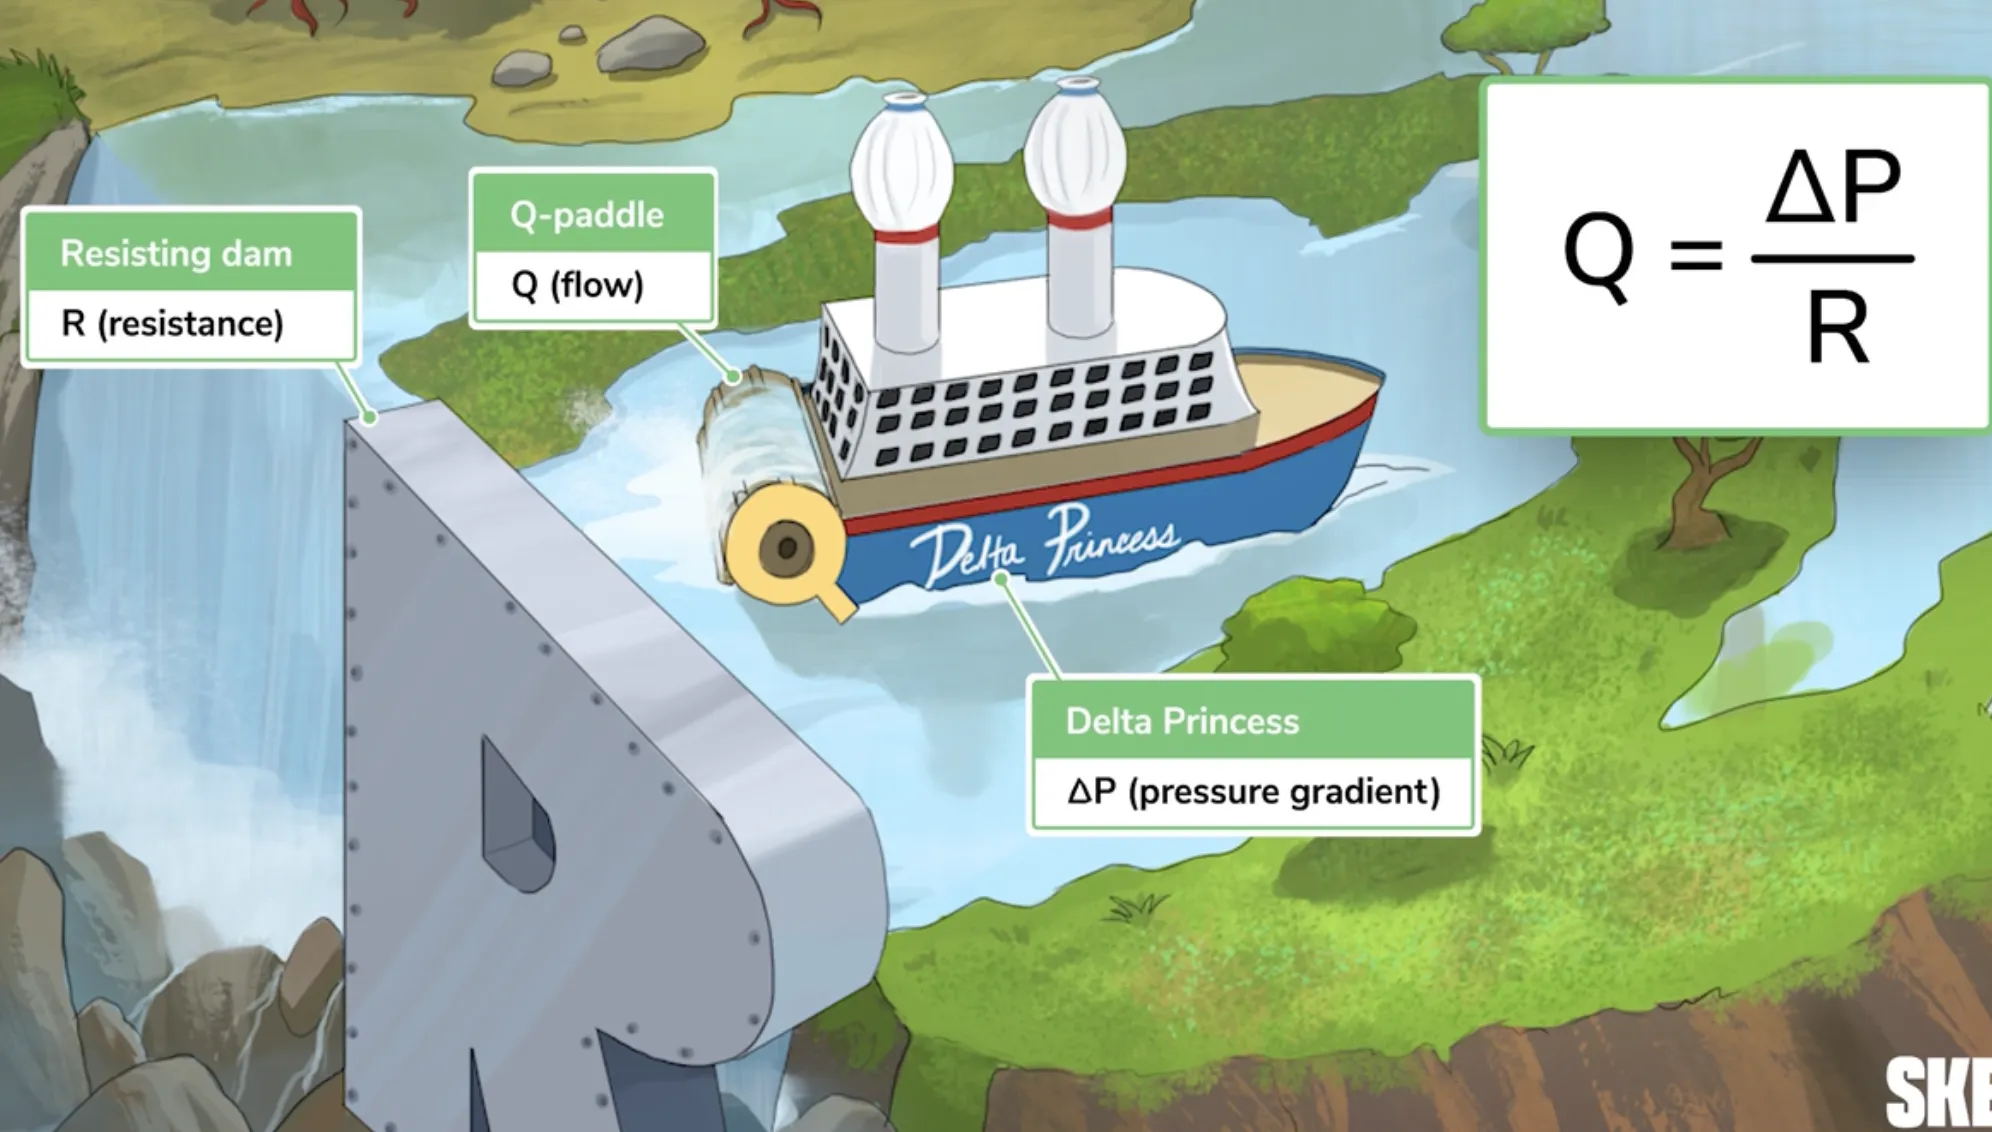 Resisting dam
R (resistance)
Q-paddle
Q (flow)
Q = ΔP
R
Delta Princess
Delta Princess
ΔP (pressure gradient)
R
SKE